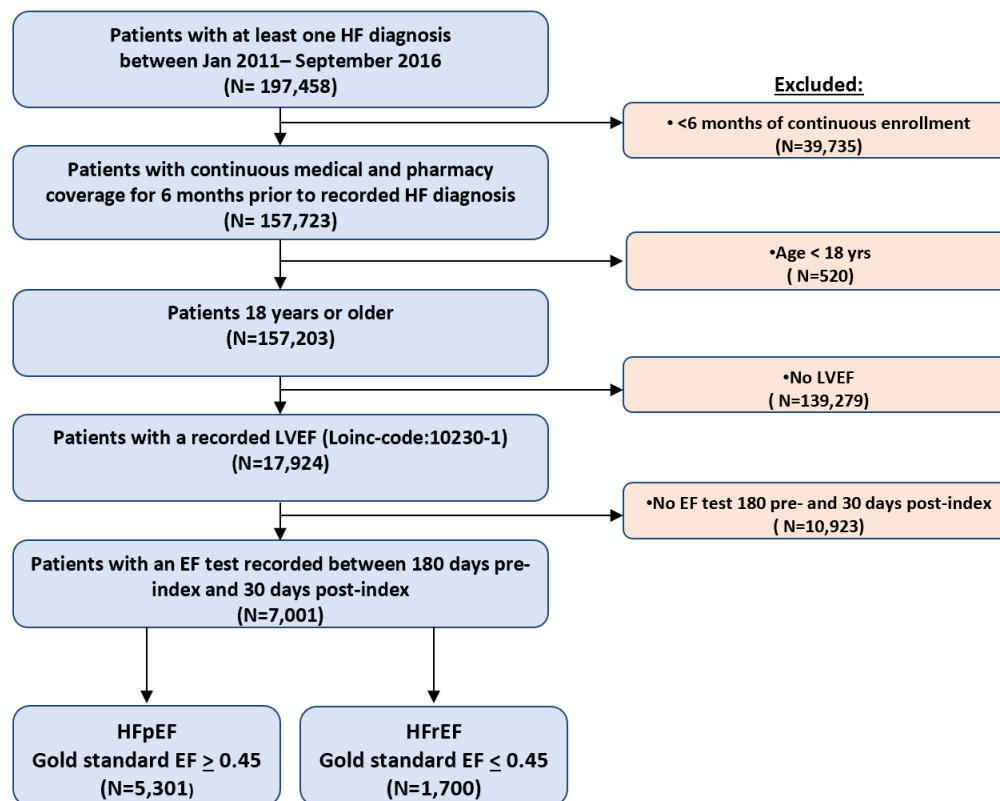 Patients with at least one HF diagnosis
between Jan 2011– September 2016
(N= 197,458)
Excluded:
• <6 months of continuous enrollment
(N=39,735)
Patients with continuous medical and pharmacy
coverage for 6 months prior to recorded HF diagnosis
(N= 157,723)
•Age < 18 yrs
( N=520)
Patients 18 years or older
(N=157,203)
•No LVEF
( N=139,279)
Patients with a recorded LVEF (Loinc-code:10230-1)
(N=17,924)
•No EF test 180 pre- and 30 days post-index
( N=10,923)
Patients with an EF test recorded between 180 days pre-
index and 30 days post-index
(N=7,001)
HFpEF
Gold standard EF ≥ 0.45
(N=5,301)
HFrEF
Gold standard EF ≤ 0.45
(N=1,700)